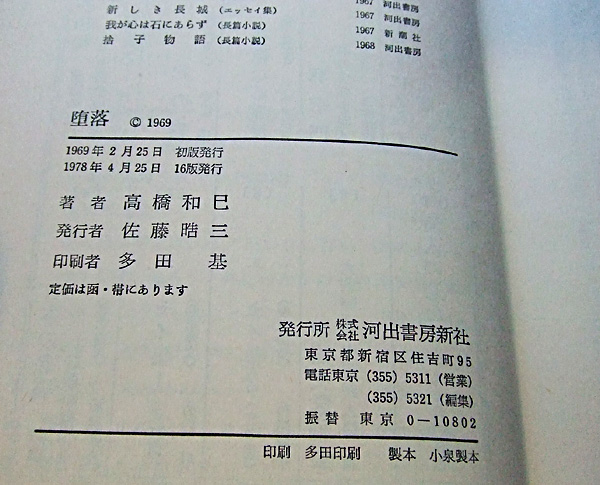 新しき長城 (エッセイ集) 1967 河出書房
我が心は石にあらず (長篇小説) 1967 新潮社
捨子物語 (長篇小説) 1968 河出書房
堕落 © 1969
1969年2月25日 初版発行
1978年4月25日 16版発行
著者 高橋和巳
発行者 佐藤晧三
印刷者 多田基
定価は函・帯にあります
発行所 株式会社 河出書房新社
東京都新宿区住吉町95
電話東京 (355) 5311 (営業)
(355) 5321 (編集)
振替 東京 0―10802
印刷 多田印刷 製本 小泉製本